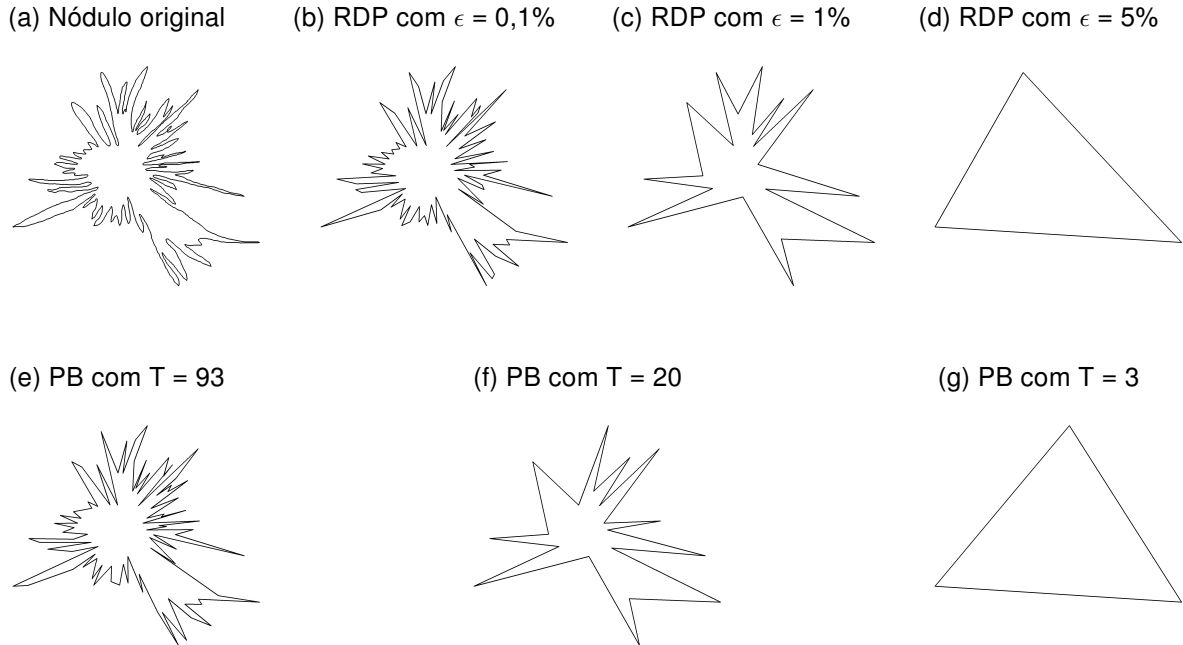 (a) Nódulo original
(b) RDP com ϵ = 0,1%
(c) RDP com ϵ = 1%
(d) RDP com ϵ = 5%
(e) PB com T = 93
(f) PB com T = 20
(g) PB com T = 3